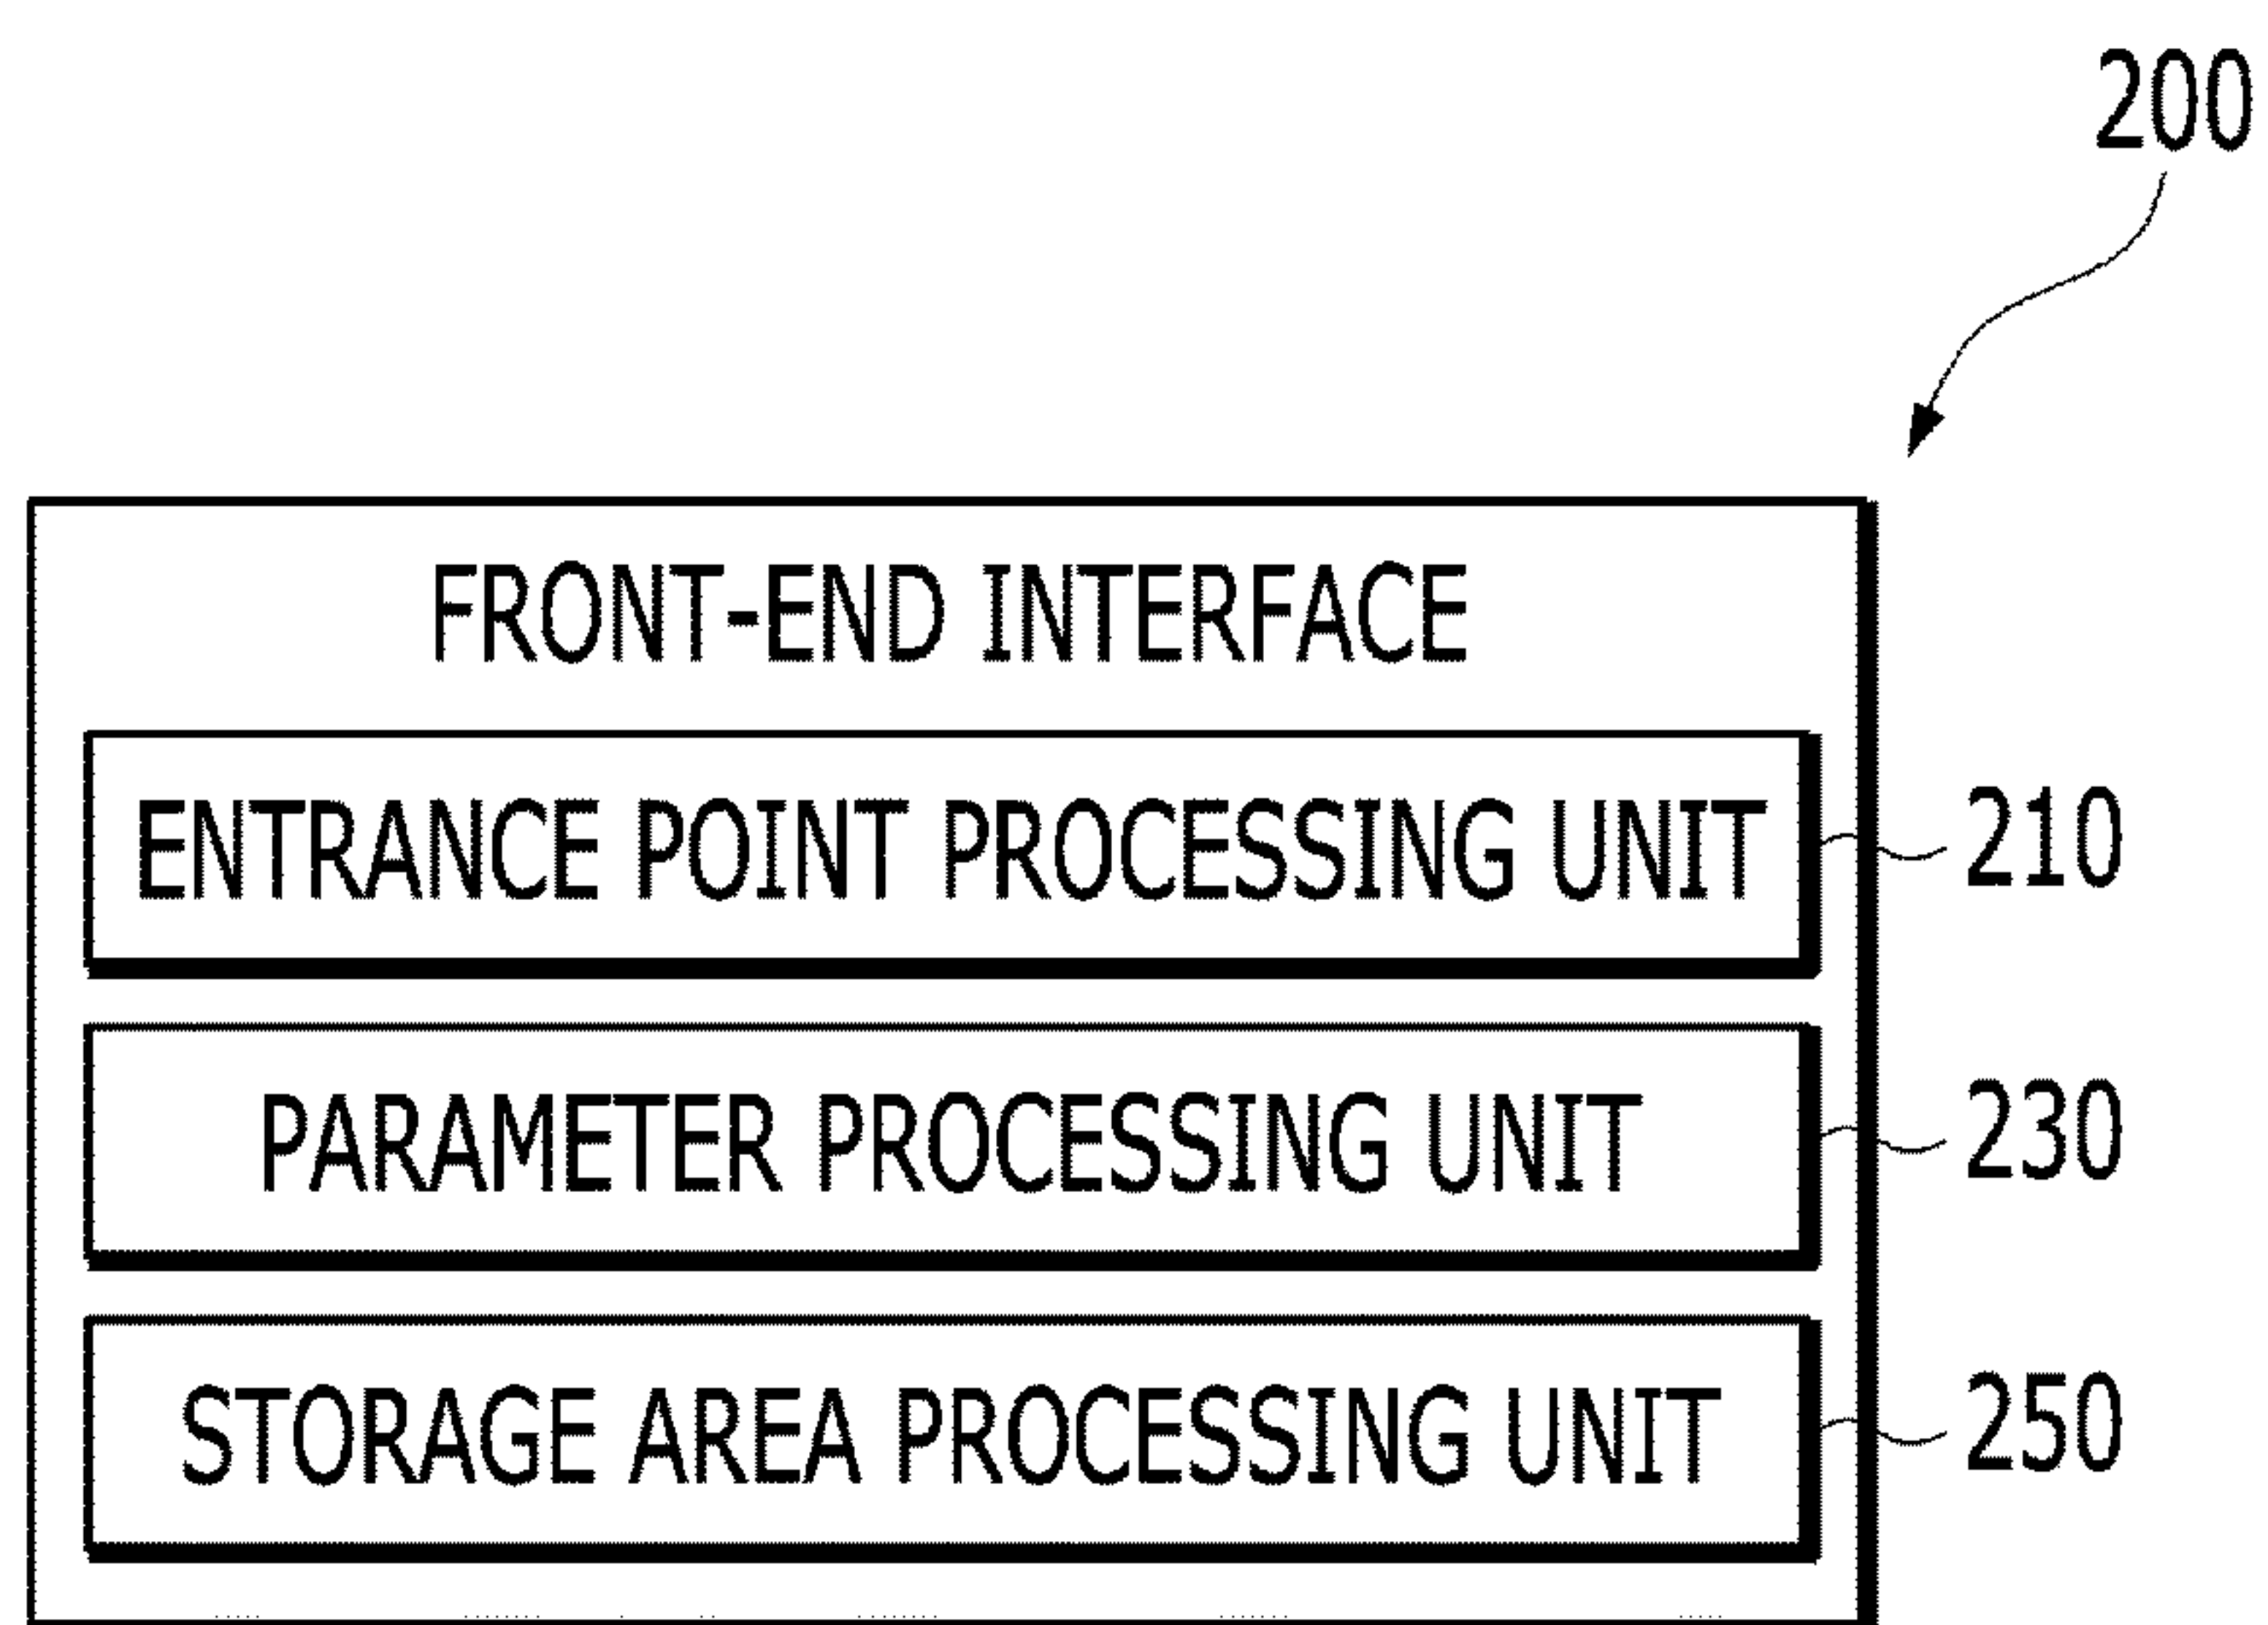 200
FRONT-END INTERFACE
ENTRANCE POINT PROCESSING UNIT
210
PARAMETER PROCESSING UNIT
230
STORAGE AREA PROCESSING UNIT
250